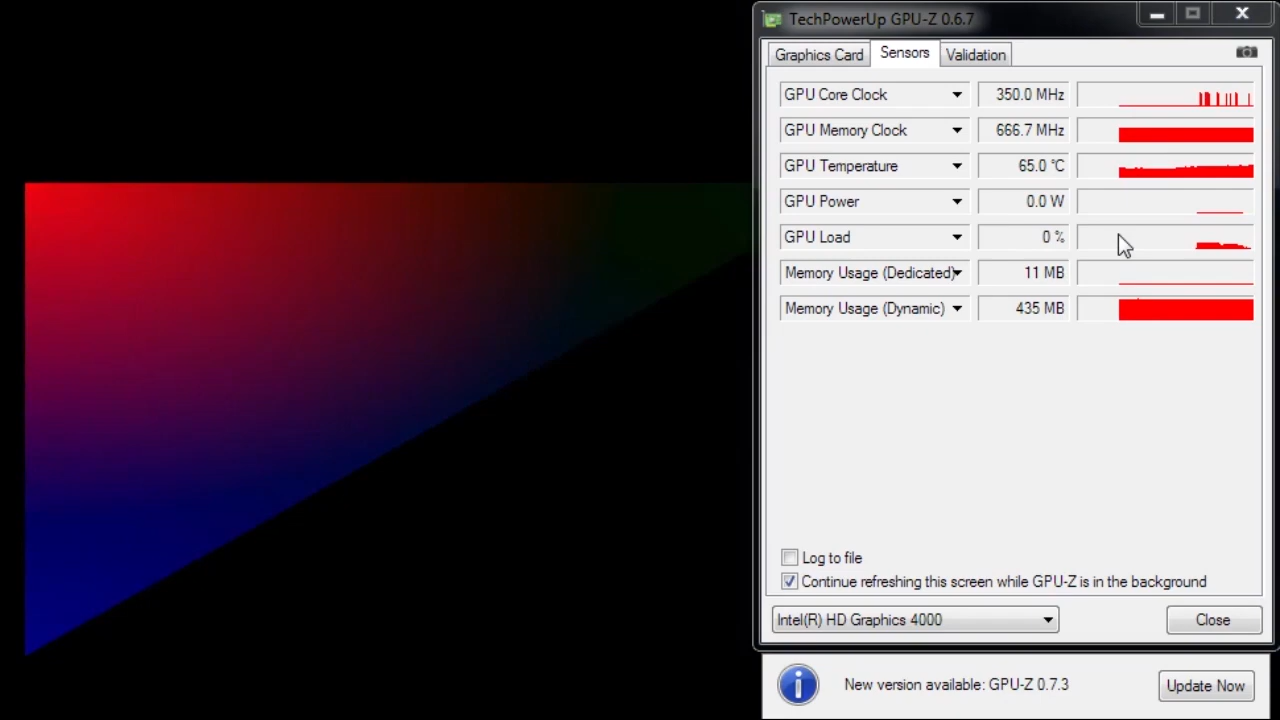 TechPowerUp GPU-Z 0.6.7
Graphics Card Sensors Validation
GPU Core Clock 350.0 MHz
GPU Memory Clock 666.7 MHz
GPU Temperature 65.0 °C
GPU Power 0.0 W
GPU Load 0 %
Memory Usage (Dedicated) 11 MB
Memory Usage (Dynamic) 435 MB
Log to file
Continue refreshing this screen while GPU-Z is in the background
Intel(R) HD Graphics 4000 Close
New version available: GPU-Z 0.7.3 Update Now